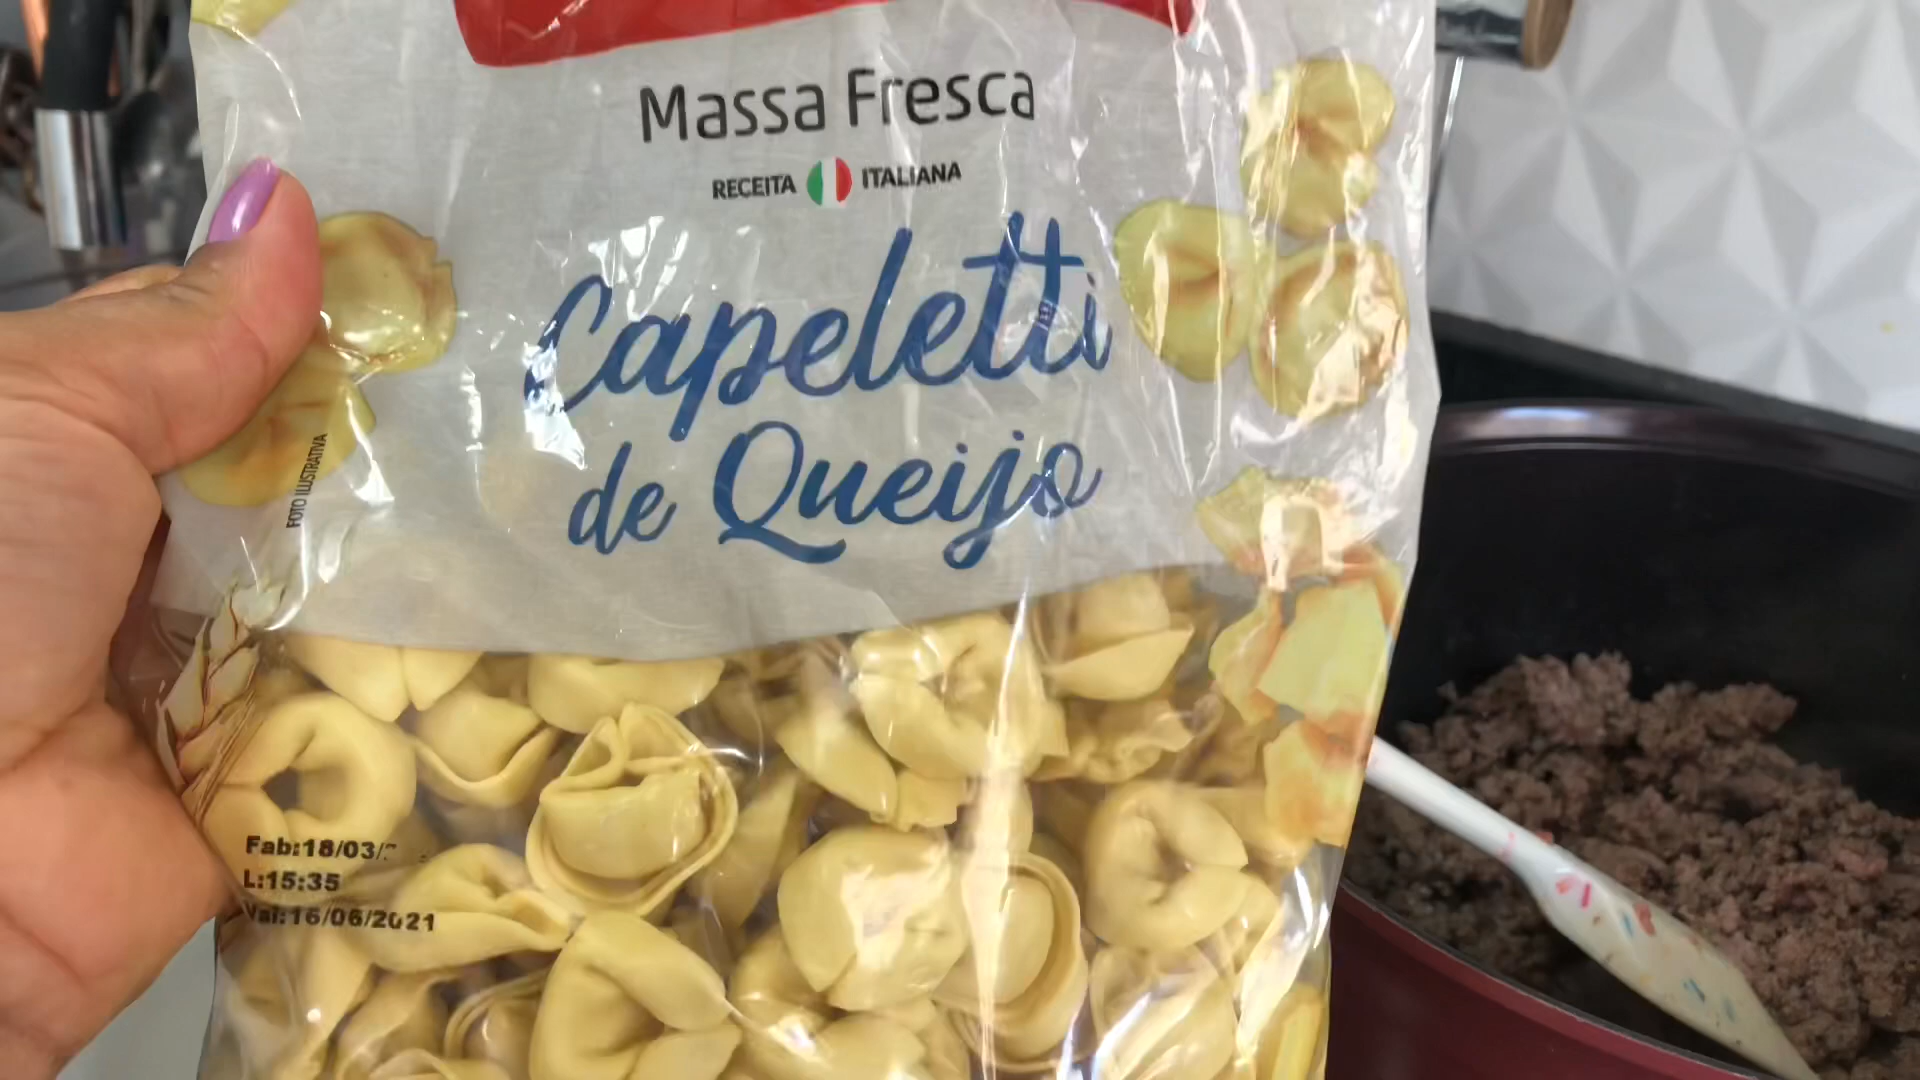 Massa Fresca
RECEITA ITALIANA
Capeletti
de Queijo
FOTO ILUSTRATIVA
Fab:18/03/
L:15:35
Val:16/06/2021